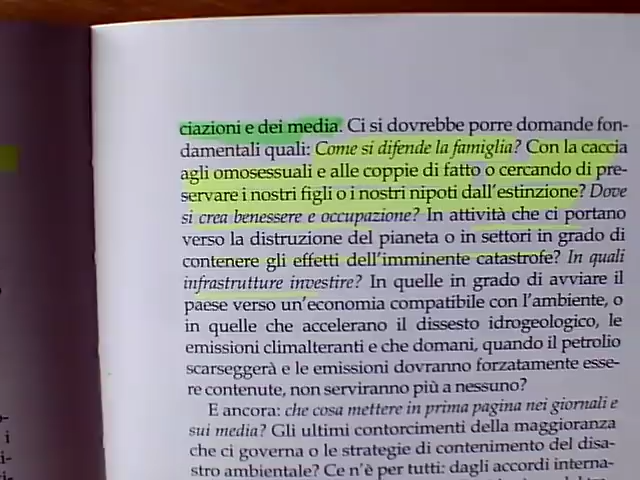 ciazioni e dei media. Ci si dovrebbe porre domande fon-
damentali quali: Come si difende la famiglia? Con la caccia
agli omosessuali e alle coppie di fatto o cercando di pre-
servare i nostri figli o i nostri nipoti dall'estinzione? Dove
si crea benessere e occupazione? In attività che ci portano
verso la distruzione del pianeta o in settori in grado di
contenere gli effetti dell'imminente catastrofe? In quali
infrastrutture investire? In quelle in grado di avviare il
paese verso un'economia compatibile con l'ambiente, o
in quelle che accelerano il dissesto idrogeologico, le
emissioni climalteranti e che domani, quando il petrolio
scarseggerà e le emissioni dovranno forzatamente esse-
re contenute, non serviranno più a nessuno?
E ancora: che cosa mettere in prima pagina nei giornali e
sui media? Gli ultimi contorcimenti della maggioranza
che ci governa o le strategie di contenimento del disa-
stro ambientale? Ce n'è per tutti: dagli accordi interna-